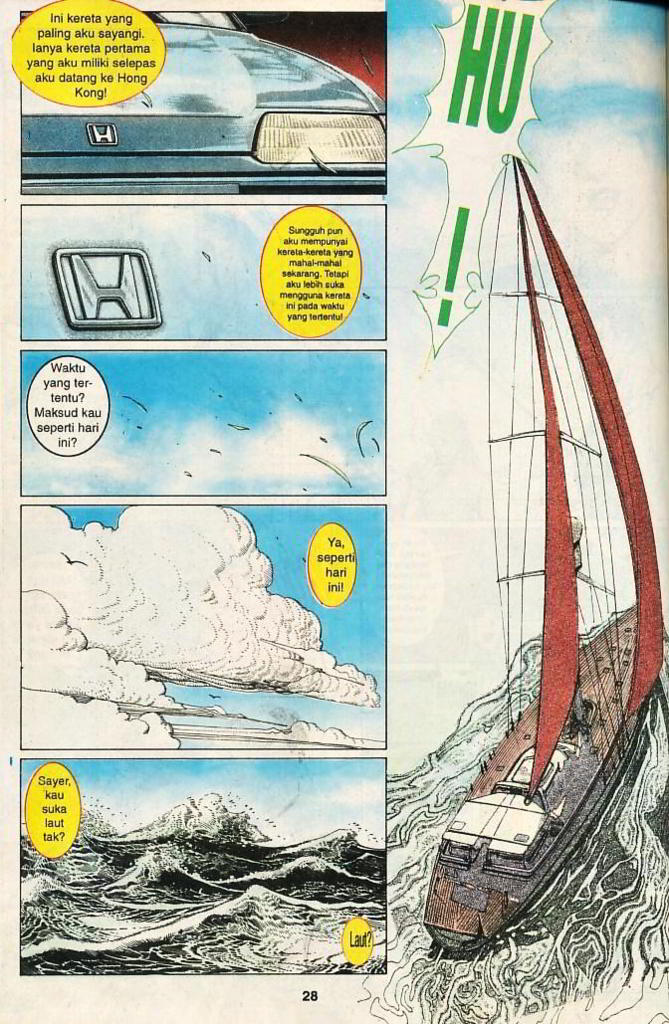 Ini kereta yang
paling aku sayangi.
Ianya kereta pertama
yang aku miliki selepas
aku datang ke Hong
Kong!
Sungguh pun
aku mempunyai
kereta-kereta yang
mahal-mahal
sekarang. Tetapi
aku lebih suka
mengguna kereta
ini pada waktu
yang tertentu!
Waktu
yang ter-
tentu?
Maksud kau
seperti hari
ini?
Ya,
seperti
hari
ini!
Sayer,
kau
suka
laut
tak?
Laut?
HU
!
28